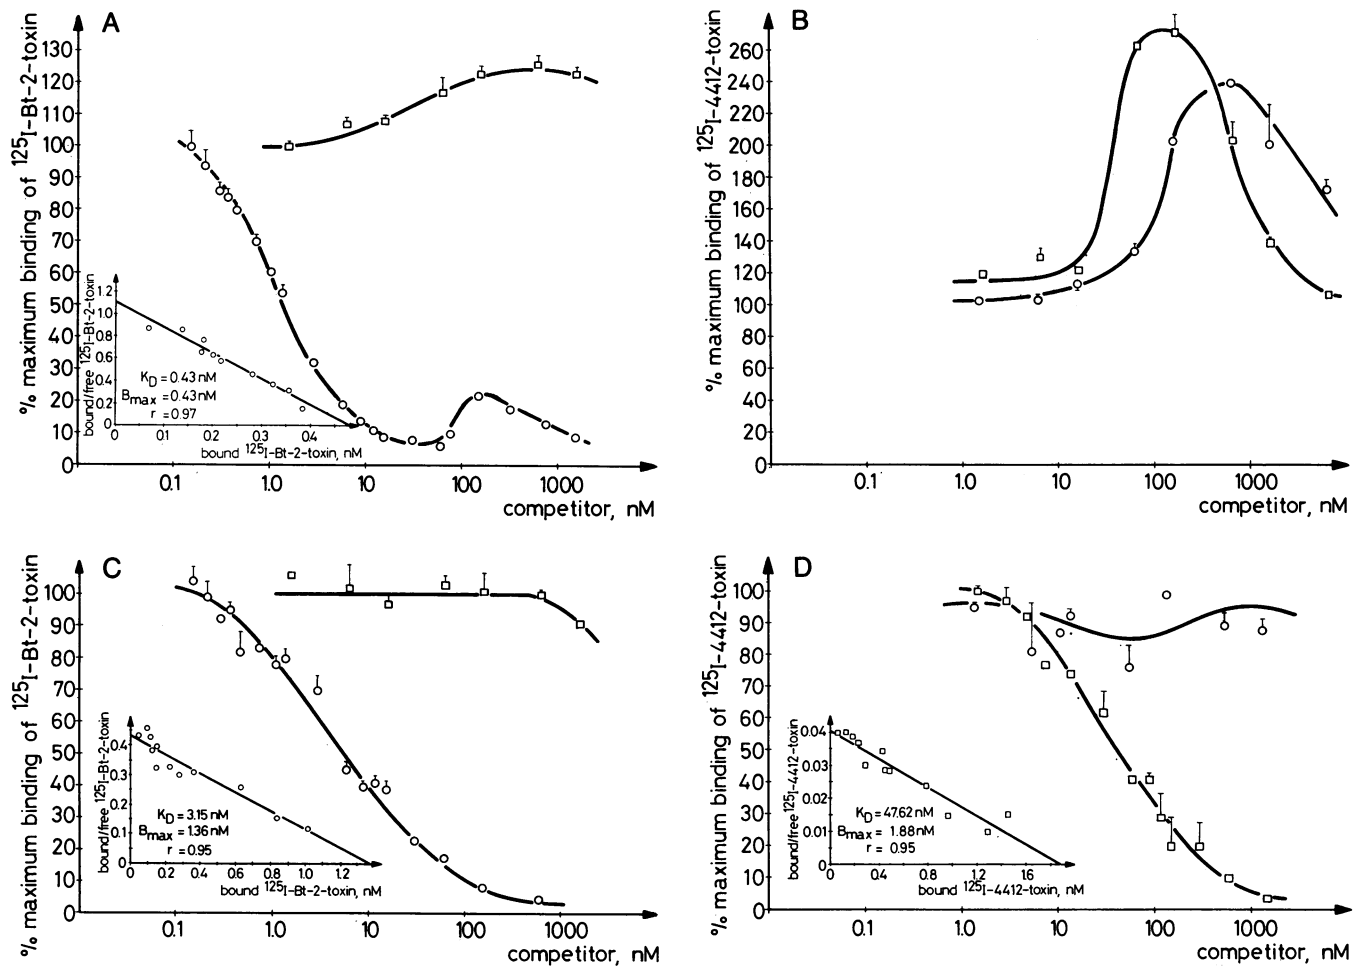 A
% maximum binding of ¹²⁵I-Bt-2-toxin
130
120
110
100
90
80
70
60
50
40
30
20
10
0
0.1 1.0 10 100 1000
competitor, nM
bound/free ¹²⁵I-Bt-2-toxin
1.2
1.0
0.8
0.6
0.4
0.2
0
K_D = 0.43 nM
B_max = 0.43 nM
r = 0.97
0 0.1 0.2 0.3 0.4
bound ¹²⁵I-Bt-2-toxin, nM
B
% maximum binding of ¹²⁵I-4412-toxin
260
240
220
200
180
160
140
120
100
80
60
40
20
0
0.1 1.0 10 100 1000
competitor, nM
C
% maximum binding of ¹²⁵I-Bt-2-toxin
100
90
80
70
60
50
40
30
20
10
0
0.1 1.0 10 100 1000
competitor, nM
bound/free ¹²⁵I-Bt-2-toxin
0.4
0.3
0.2
0.1
0
K_D = 3.15 nM
B_max = 1.36 nM
r = 0.95
0 0.2 0.4 0.6 0.8 1.0 1.2
bound ¹²⁵I-Bt-2-toxin, nM
D
% maximum binding of ¹²⁵I-4412-toxin
100
90
80
70
60
50
40
30
20
10
0
0.1 1.0 10 100 1000
competitor, nM
bound/free ¹²⁵I-4412-toxin
0.04
0.03
0.02
0.01
0
K_D = 47.62 nM
B_max = 1.88 nM
r = 0.95
0 0.4 0.8 1.2 1.6
bound ¹²⁵I-4412-toxin, nM